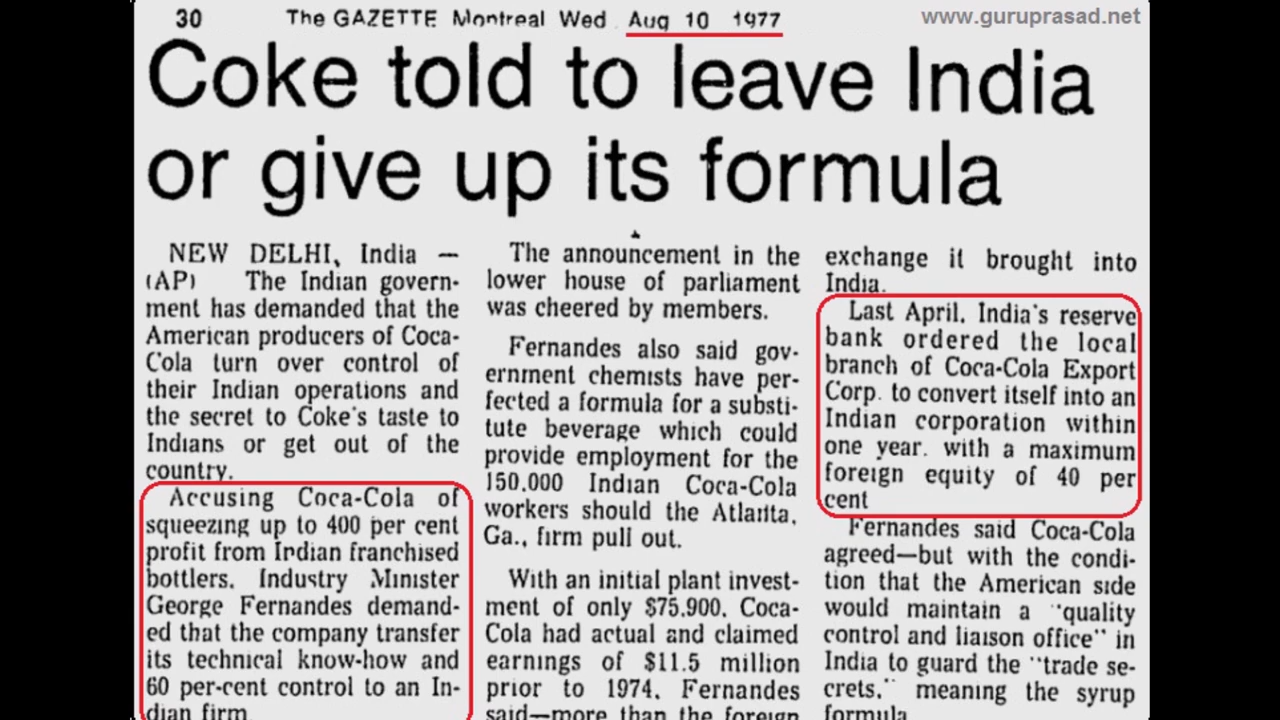 30 The GAZETTE Montreal Wed Aug 10 1977
www.guruprasad.net
Coke told to leave India
or give up its formula
NEW DELHI, India —
(AP) The Indian govern-
ment has demanded that the
American producers of Coca-
Cola turn over control of
their Indian operations and
the secret to Coke's taste to
Indians or get out of the
country.
Accusing Coca-Cola of
squeezing up to 400 per cent
profit from Indian franchised
bottlers, Industry Minister
George Fernandes demand-
ed that the company transfer
its technical know-how and
60 per-cent control to an In-
dian firm
The announcement in the
lower house of parliament
was cheered by members.
Fernandes also said gov-
ernment chemists have per-
fected a formula for a substi-
tute beverage which could
provide employment for the
150,000 Indian Coca-Cola
workers should the Atlanta,
Ga., firm pull out.
With an initial plant invest-
ment of only $75,900, Coca-
Cola had actual and claimed
earnings of $11.5 million
prior to 1974, Fernandes
said—more than the foreign
exchange it brought into
India.
Last April, India's reserve
bank ordered the local
branch of Coca-Cola Export
Corp. to convert itself into an
Indian corporation within
one year, with a maximum
foreign equity of 40 per
cent
Fernandes said Coca-Cola
agreed—but with the condi-
tion that the American side
would maintain a "quality
control and liaison office" in
India to guard the "trade se-
crets," meaning the syrup
formula